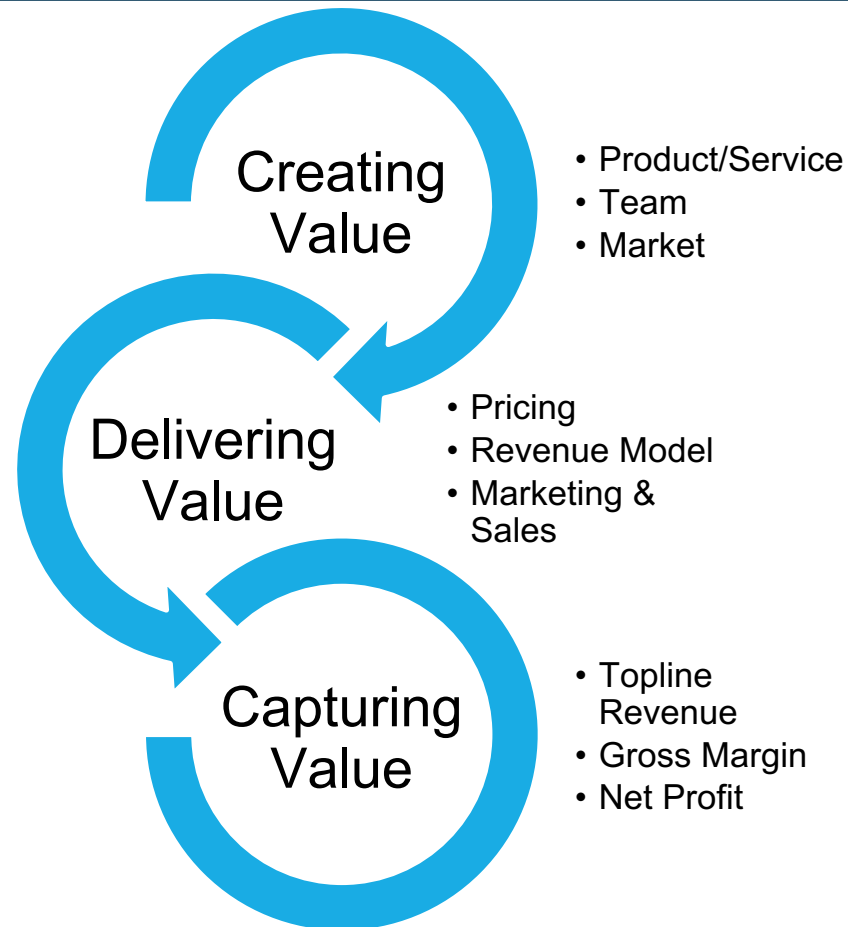 Creating
Value
• Product/Service
• Team
• Market
Delivering
Value
• Pricing
• Revenue Model
• Marketing &
Sales
Capturing
Value
• Topline
Revenue
• Gross Margin
• Net Profit